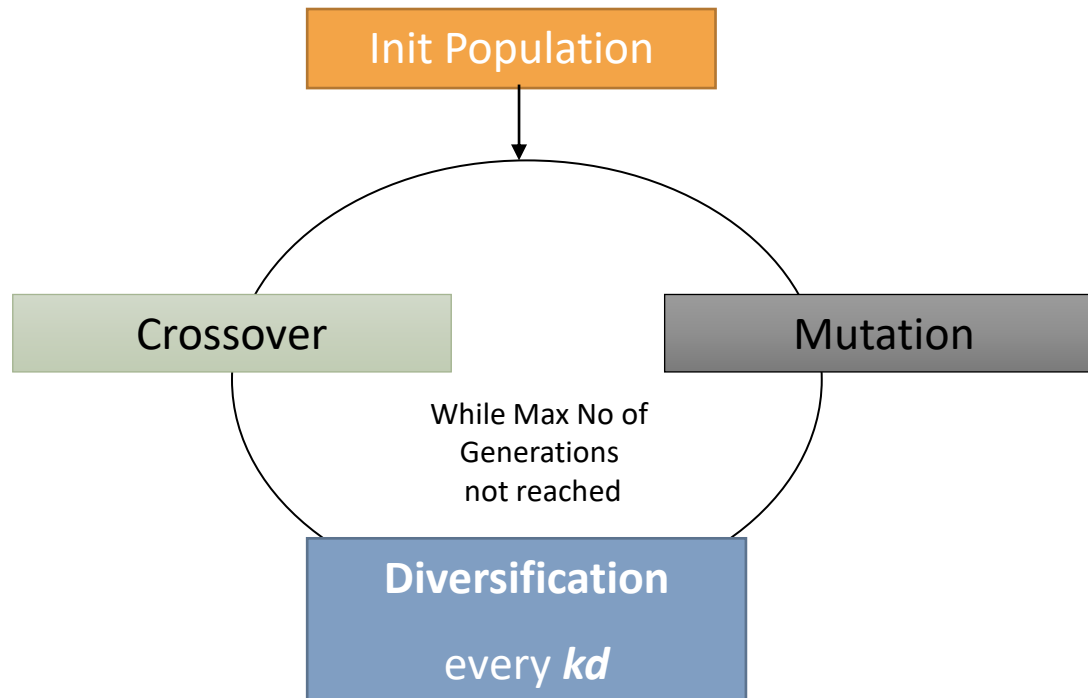 Init Population
Crossover
Mutation
While Max No of
Generations
not reached
Diversification
every kd